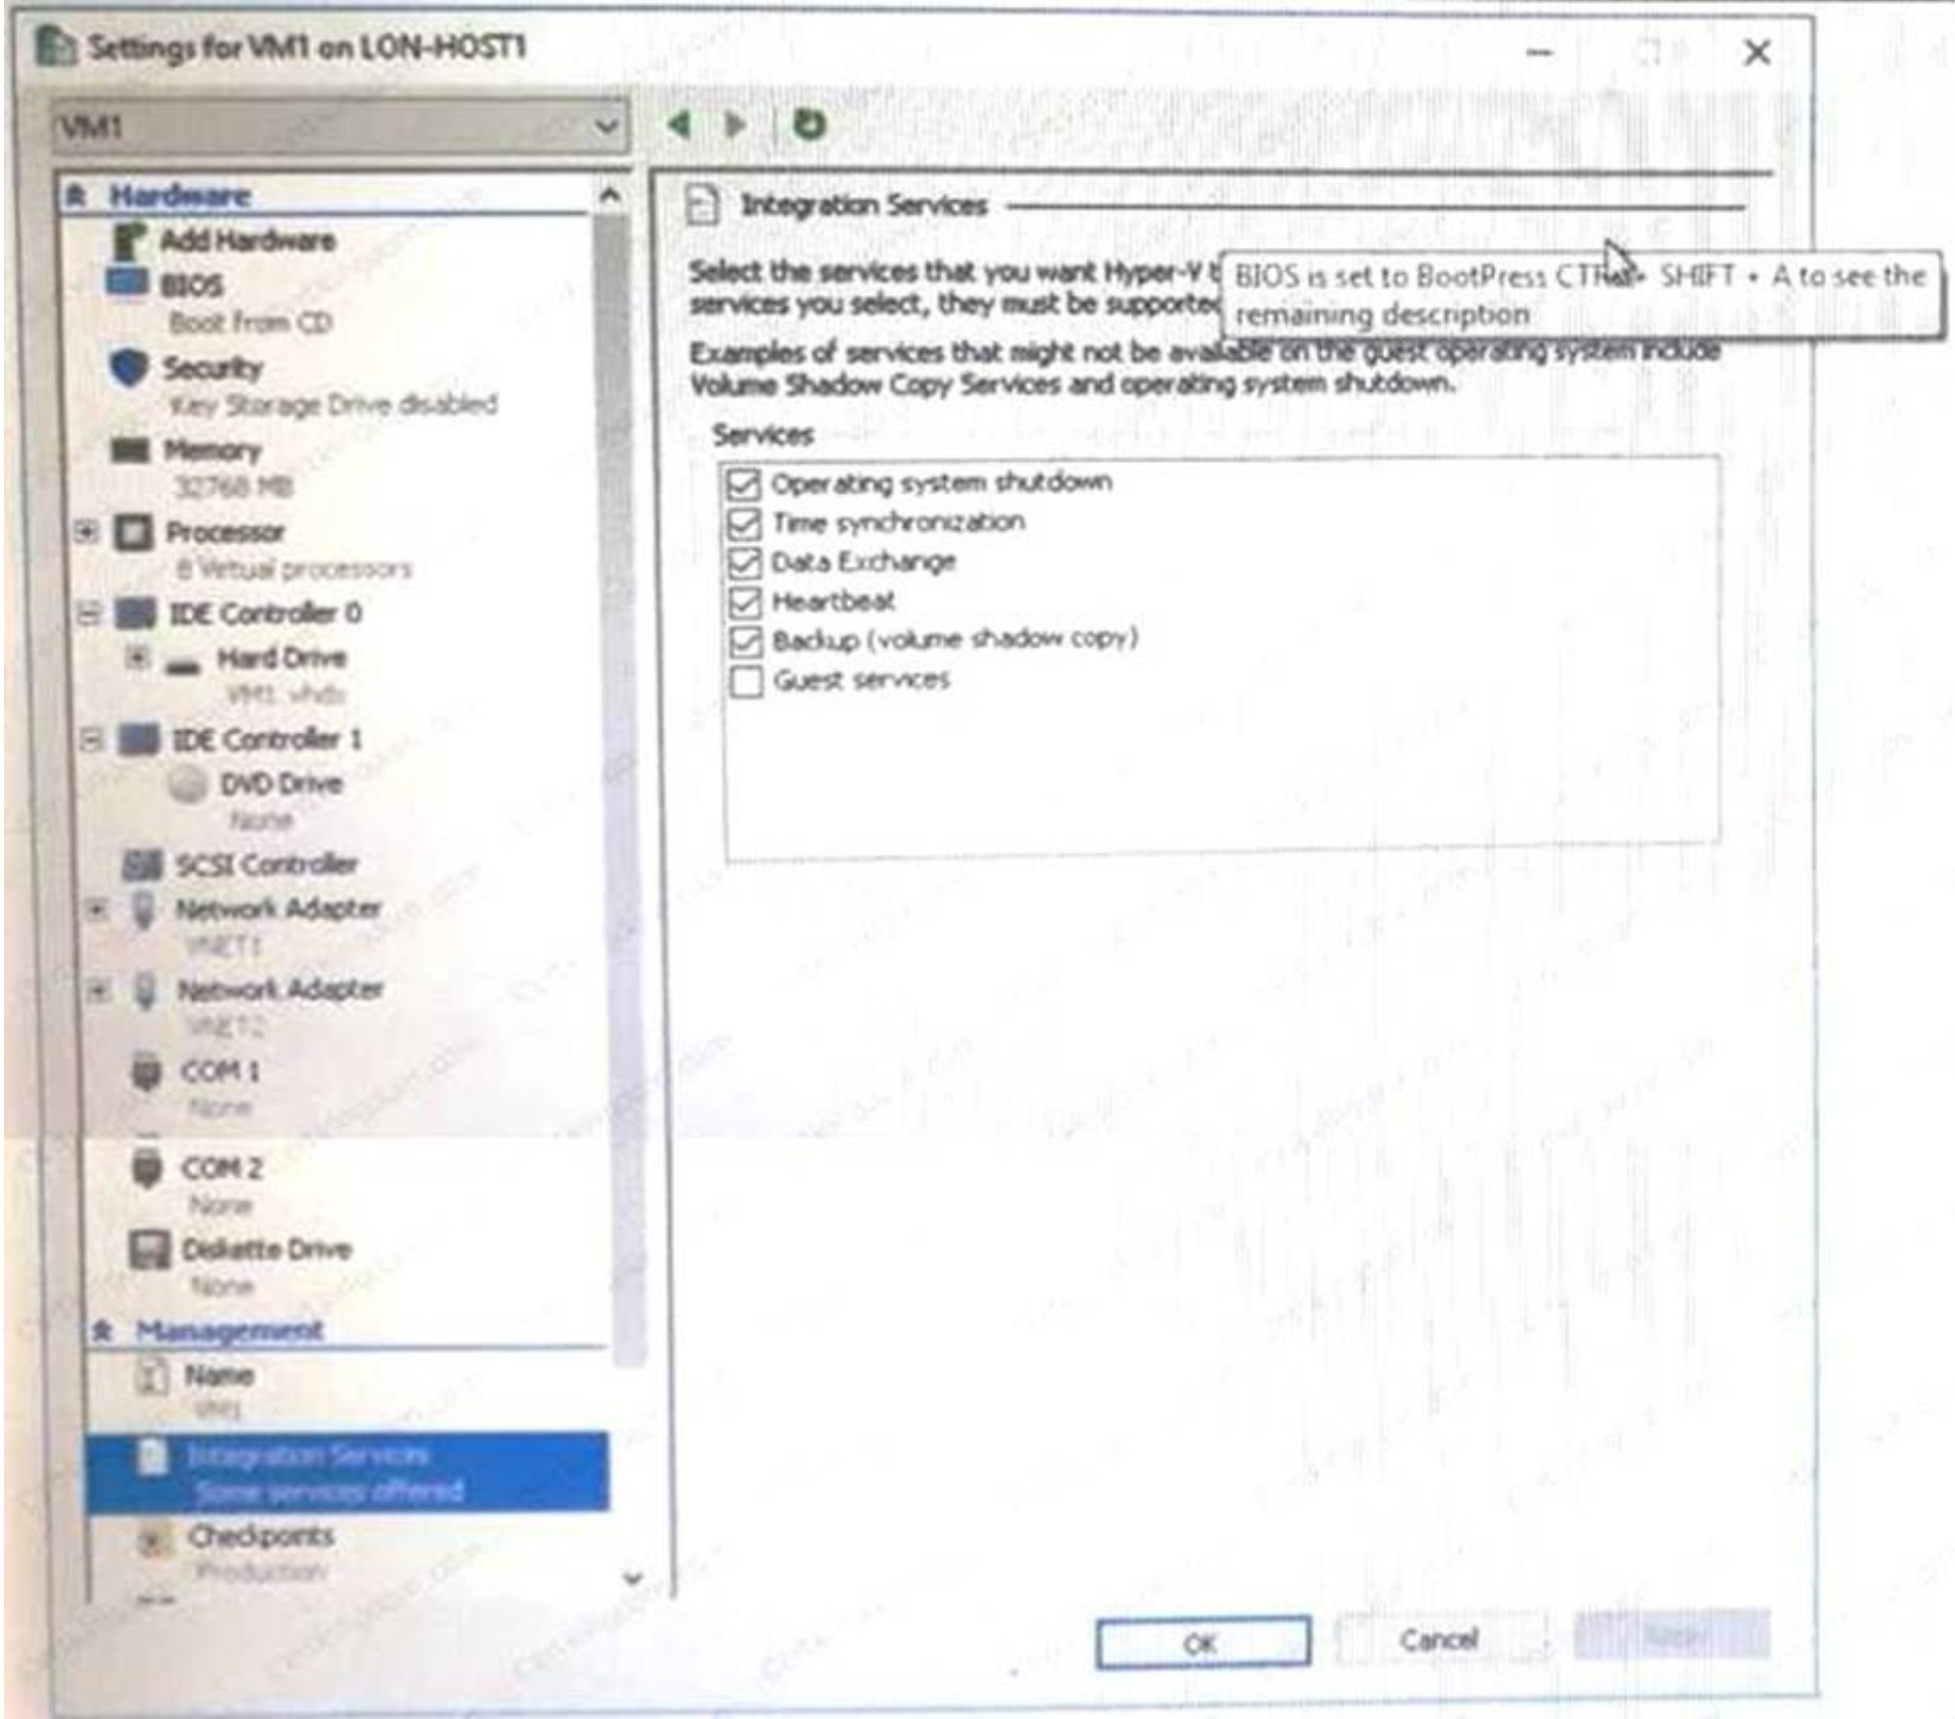 Settings for VM1 on LON-HOST1
VM1
Hardware
Add Hardware
BIOS
Boot from CD
Security
Key Storage Drive disabled
Memory
32768 MB
Processor
8 Virtual processors
IDE Controller 0
Hard Drive
VM1.vhdx
IDE Controller 1
DVD Drive
None
SCSI Controller
Network Adapter
VNET1
Network Adapter
VNET2
COM 1
None
COM 2
None
Diskette Drive
None
Management
Name
VM1
Integration Services
Some services offered
Checkpoints
Production
Integration Services
Select the services that you want Hyper-V
services you select, they must be supported
BIOS is set to BootPress CTRL + SHIFT + A to see the
remaining description
Examples of services that might not be available on the guest operating system include
Volume Shadow Copy Services and operating system shutdown.
Services
Operating system shutdown
Time synchronization
Data Exchange
Heartbeat
Backup (volume shadow copy)
Guest services
OK
Cancel
Apply